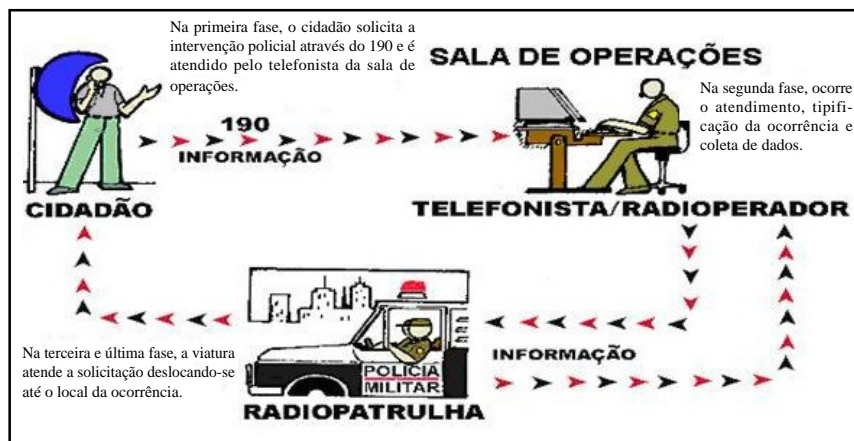 Na primeira fase, o cidadão solicita a
intervenção policial através do 190 e é
atendido pelo telefonista da sala de
operações.
SALA DE OPERAÇÕES
Na segunda fase, ocorre
o atendimento, tipifi-
cação da ocorrência e
coleta de dados.
190
INFORMAÇÃO
CIDADÃO
TELEFONISTA/RADIOPERADOR
Na terceira e última fase, a viatura
atende a solicitação deslocando-se
até o local da ocorrência.
POLÍCIA
MILITAR
INFORMAÇÃO
RADIOPATRULHA